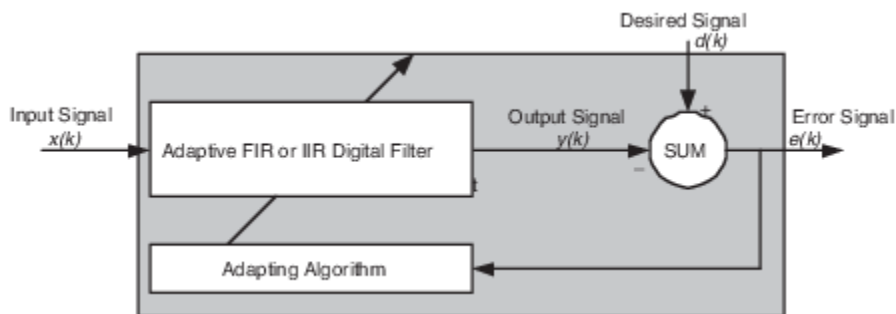 Desired Signal
d(k)
Input Signal
x(k)
Adaptive FIR or IIR Digital Filter
Output Signal
y(k)
+
SUM
−
Error Signal
e(k)
t
Adapting Algorithm